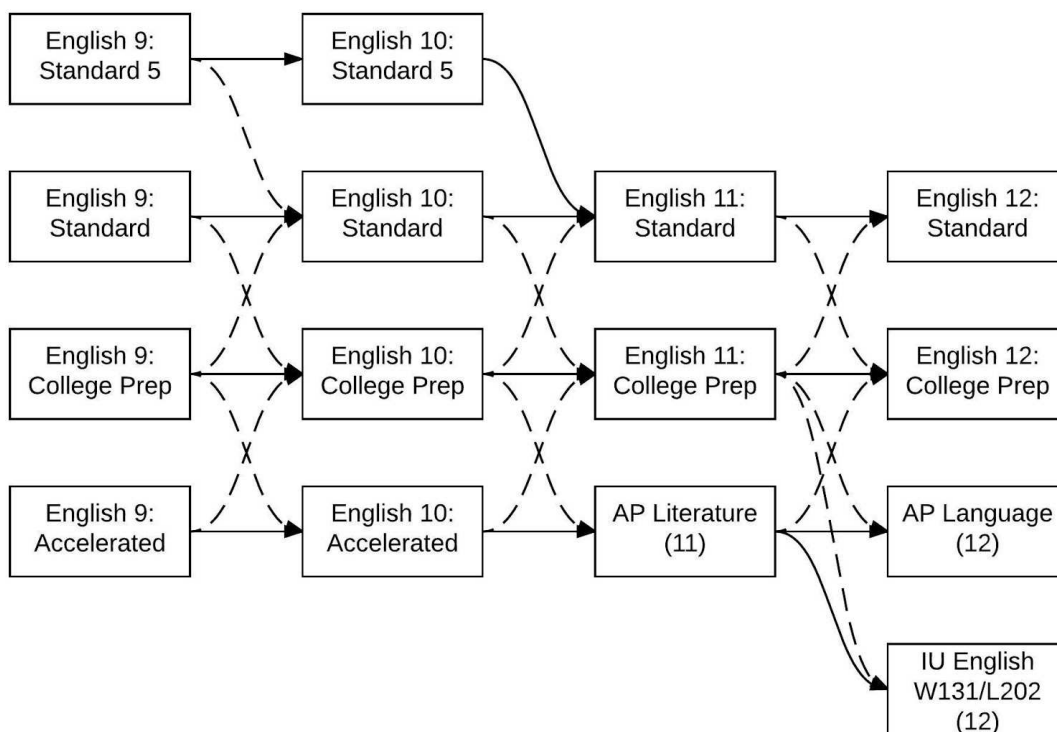 English 9:
Standard 5
English 10:
Standard 5
English 9:
Standard
English 10:
Standard
English 11:
Standard
English 12:
Standard
English 9:
College Prep
English 10:
College Prep
English 11:
College Prep
English 12:
College Prep
English 9:
Accelerated
English 10:
Accelerated
AP Literature
(11)
AP Language
(12)
IU English
W131/L202
(12)